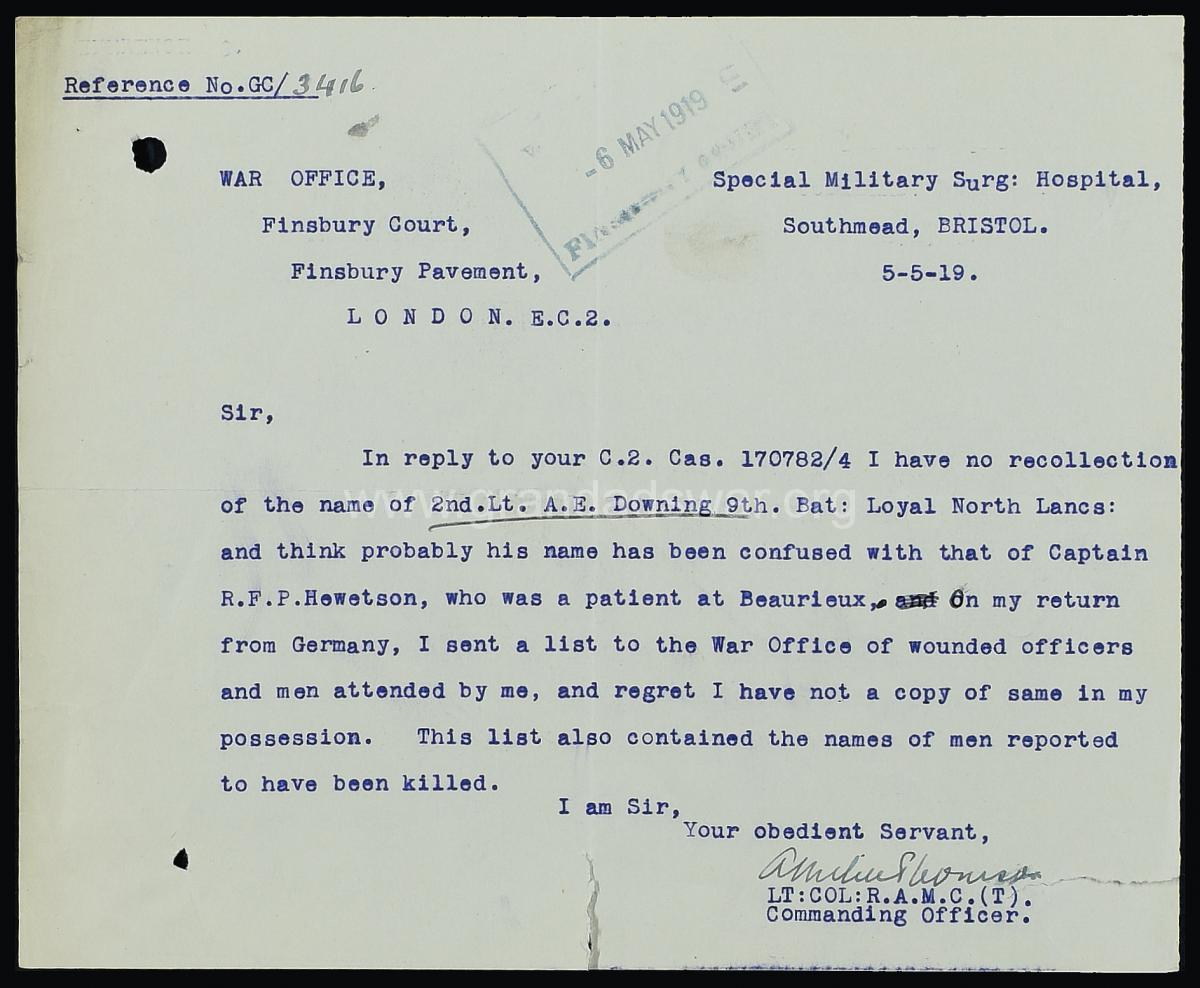 Reference No.GC/3416
- 6 MAY 1919
WAR OFFICE,
Finsbury Court,
Finsbury Pavement,
L O N D O N. E.C.2.
Special Military Surg: Hospital,
Southmead, BRISTOL.
5-5-19.
Sir,
In reply to your C.2. Cas. 170782/4 I have no recollection
of the name of 2nd.Lt. A.E. Downing 9th. Bat: Loyal North Lancs:
and think probably his name has been confused with that of Captain
R.F.P.Hewetson, who was a patient at Beaurieux, and On my return
from Germany, I sent a list to the War Office of wounded officers
and men attended by me, and regret I have not a copy of same in my
possession. This list also contained the names of men reported
to have been killed.
I am Sir,
Your obedient Servant,
LT:COL:R.A.M.C.(T).
Commanding Officer.
www.grandadswar.org